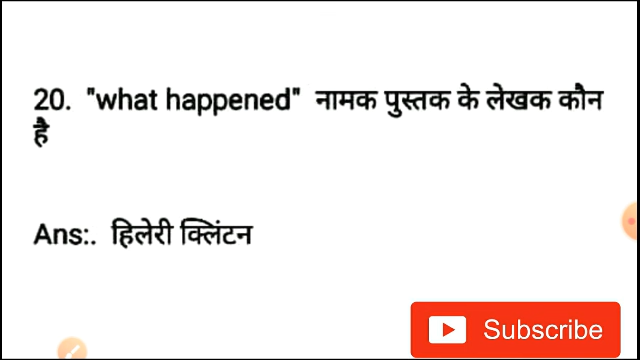 20. "what happened" नामक पुस्तक के लेखक कौन
है
Ans:. हिलेरी क्लिंटन
Subscribe